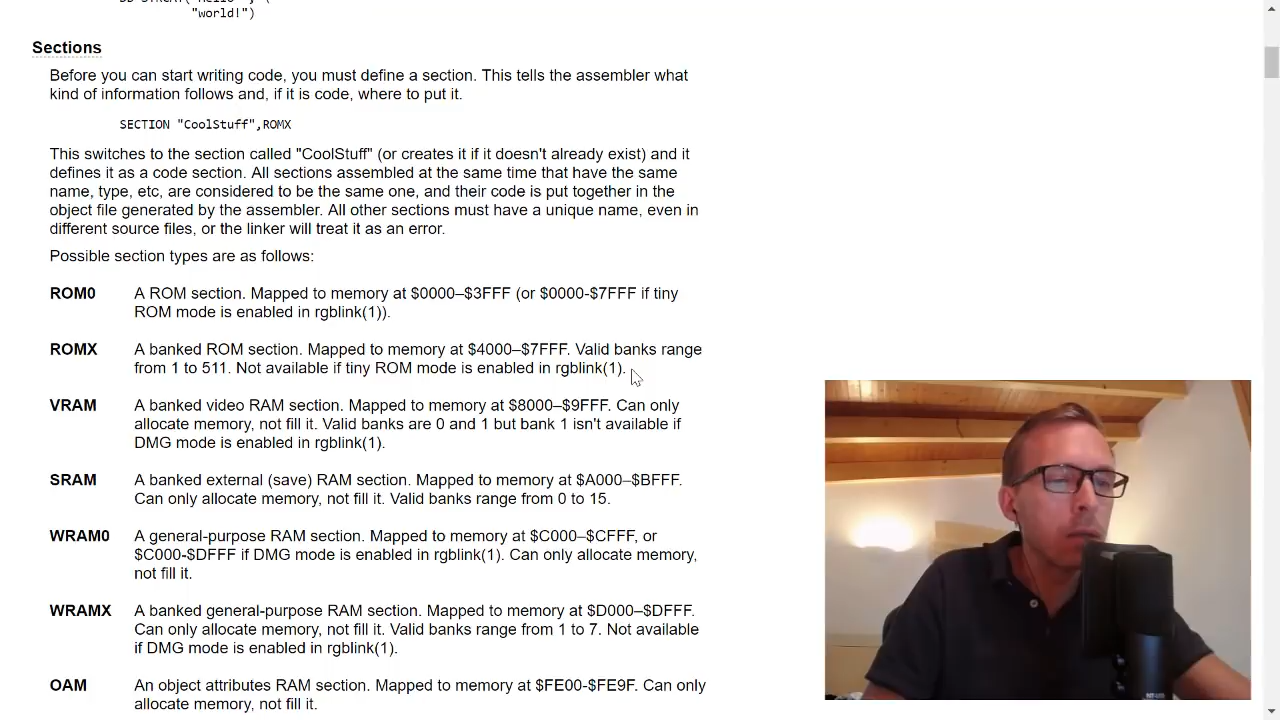 "world!")
Sections
Before you can start writing code, you must define a section. This tells the assembler what
kind of information follows and, if it is code, where to put it.
SECTION "CoolStuff",ROMX
This switches to the section called "CoolStuff" (or creates it if it doesn't already exist) and it
defines it as a code section. All sections assembled at the same time that have the same
name, type, etc, are considered to be the same one, and their code is put together in the
object file generated by the assembler. All other sections must have a unique name, even in
different source files, or the linker will treat it as an error.
Possible section types are as follows:
ROM0 A ROM section. Mapped to memory at $0000–$3FFF (or $0000-$7FFF if tiny
ROM mode is enabled in rgblink(1)).
ROMX A banked ROM section. Mapped to memory at $4000–$7FFF. Valid banks range
from 1 to 511. Not available if tiny ROM mode is enabled in rgblink(1).
VRAM A banked video RAM section. Mapped to memory at $8000–$9FFF. Can only
allocate memory, not fill it. Valid banks are 0 and 1 but bank 1 isn't available if
DMG mode is enabled in rgblink(1).
SRAM A banked external (save) RAM section. Mapped to memory at $A000–$BFFF.
Can only allocate memory, not fill it. Valid banks range from 0 to 15.
WRAM0 A general-purpose RAM section. Mapped to memory at $C000–$CFFF, or
$C000-$DFFF if DMG mode is enabled in rgblink(1). Can only allocate memory,
not fill it.
WRAMX A banked general-purpose RAM section. Mapped to memory at $D000–$DFFF.
Can only allocate memory, not fill it. Valid banks range from 1 to 7. Not available
if DMG mode is enabled in rgblink(1).
OAM An object attributes RAM section. Mapped to memory at $FE00-$FE9F. Can only
allocate memory, not fill it.